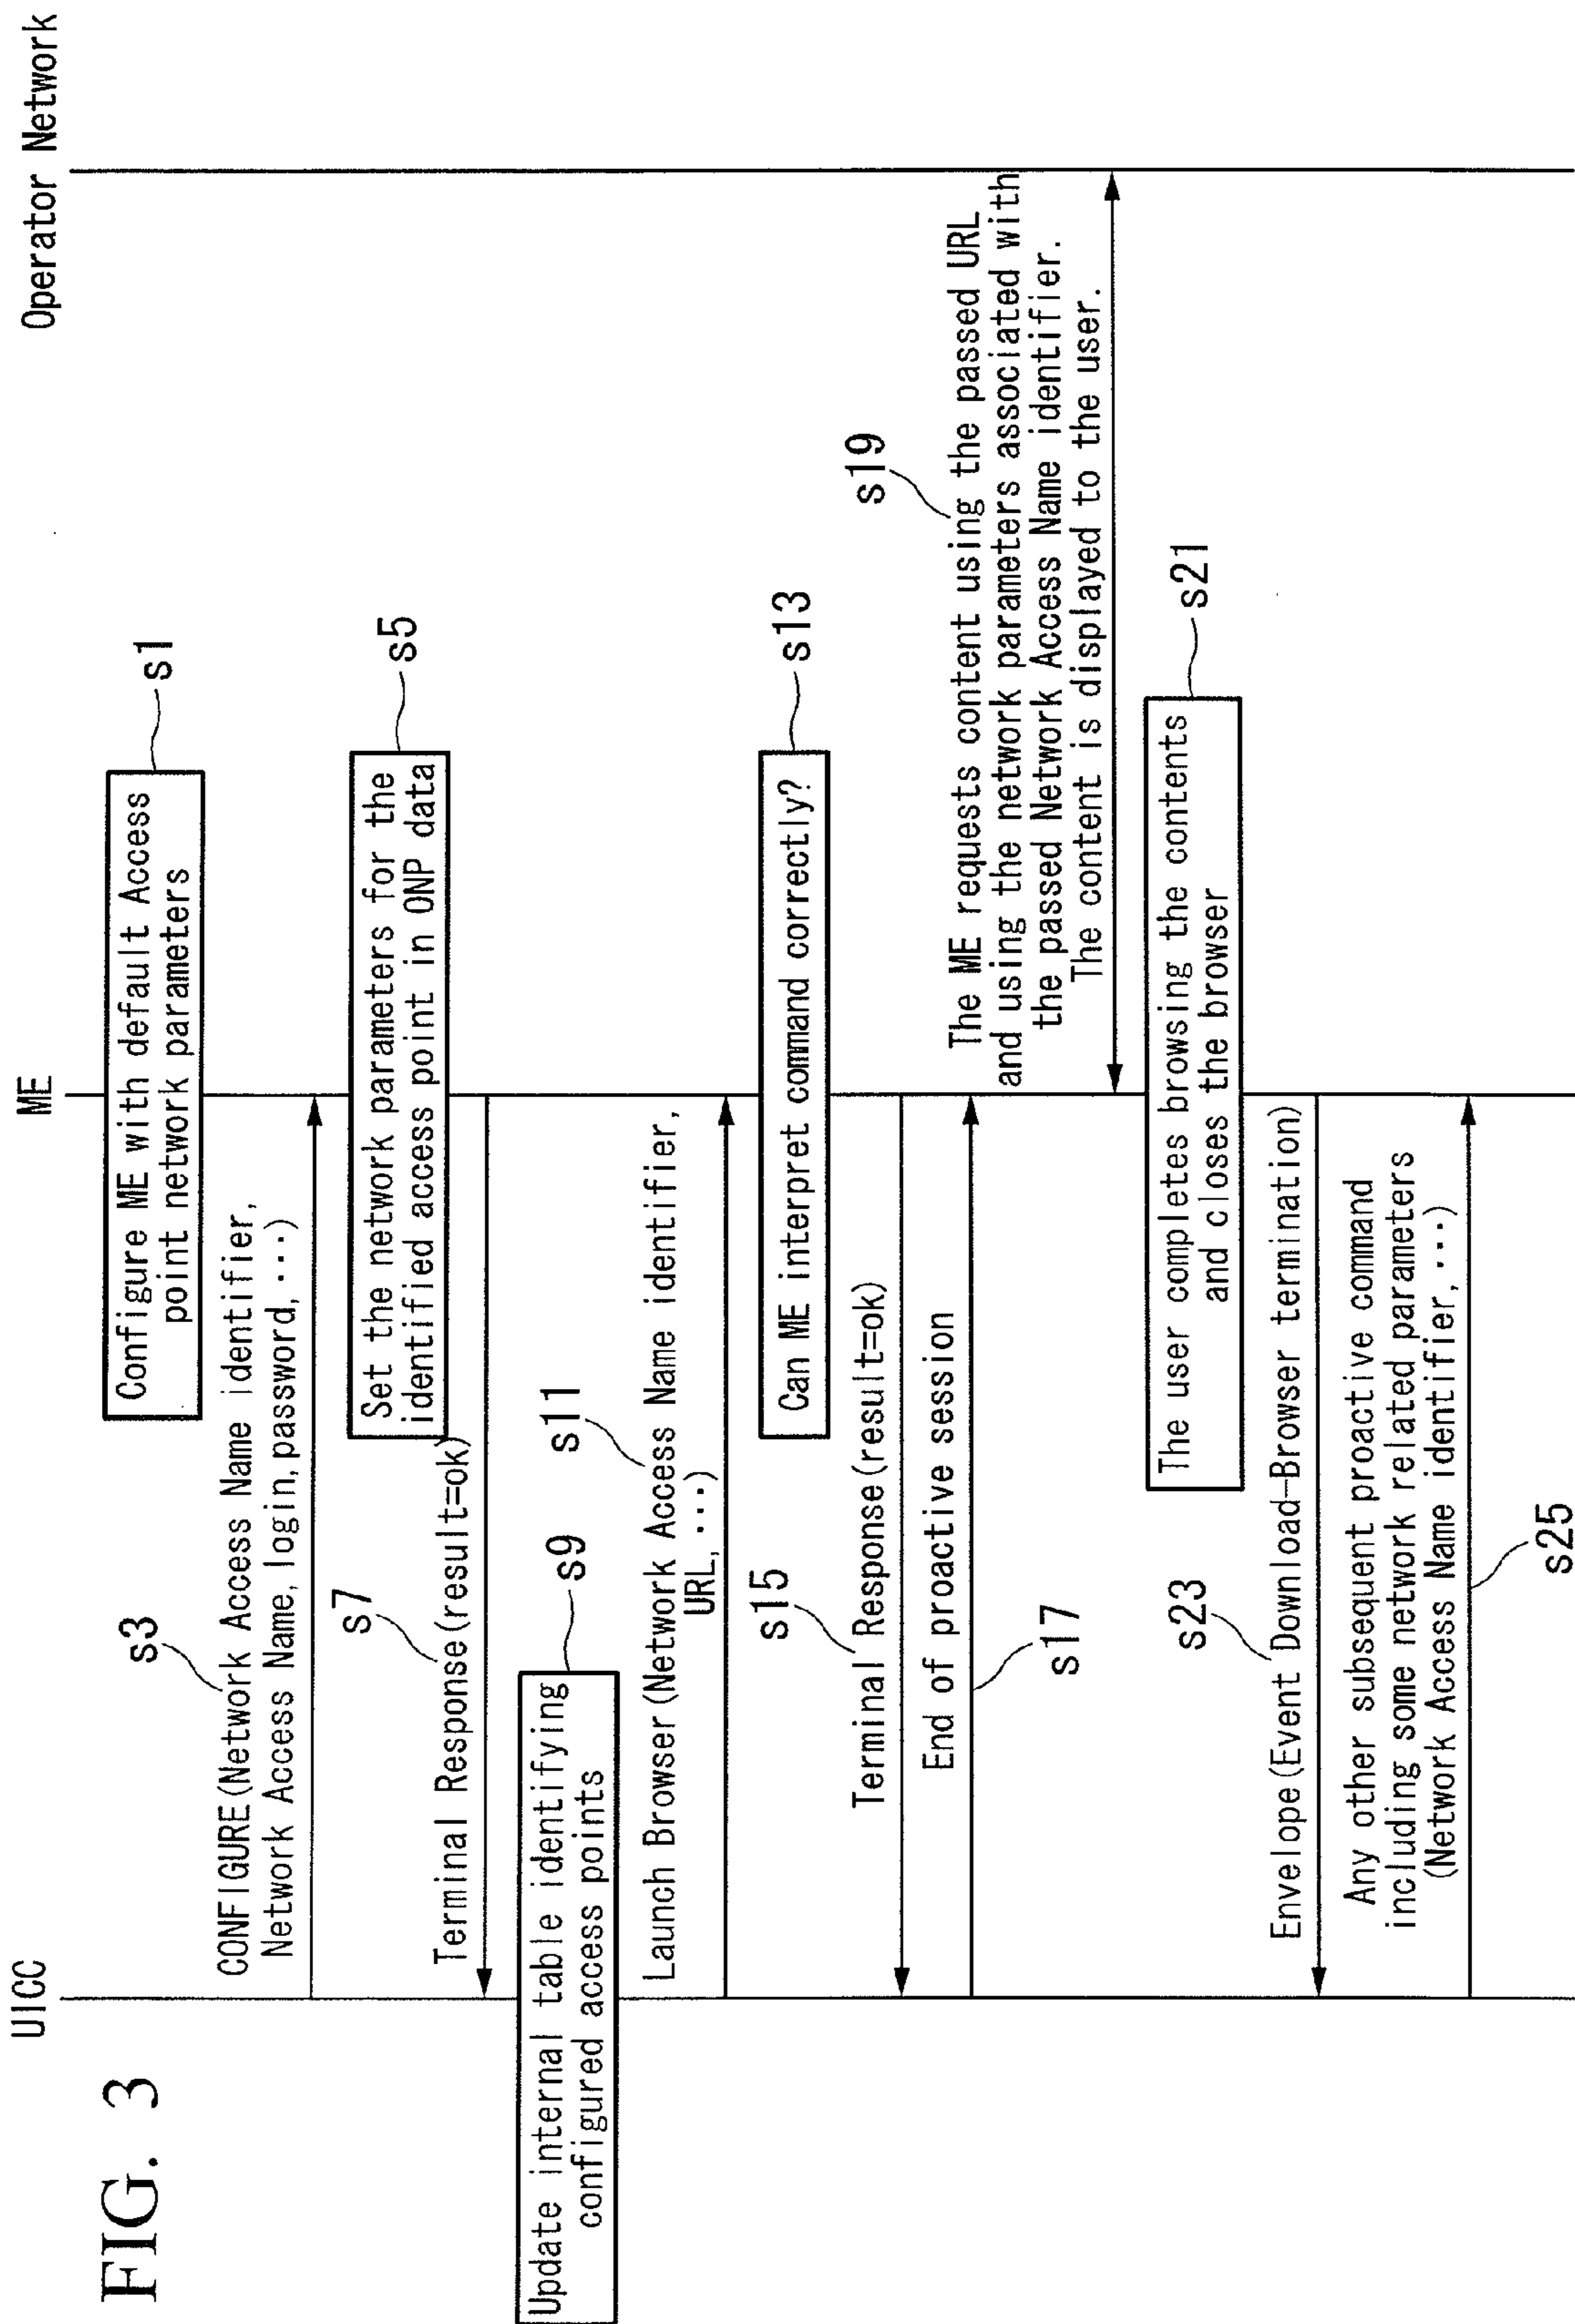 FIG. 3
UICC
ME
Operator Network
Configure ME with default Access
point network parameters
s1
s3
CONFIGURE(Network Access Name identifier,
Network Access Name, login, password, ···)
Set the network parameters for the
identified access point in ONP data
s5
s7
Terminal Response(result=ok)
Update internal table identifying
configured access points
s9
s11
Launch Browser(Network Access Name identifier,
URL, ···)
Can ME interpret command correctly?
s13
s15
Terminal Response(result=ok)
End of proactive session
s17
s19
The ME requests content using the passed URL
and using the network parameters associated with
the passed Network Access Name identifier.
The content is displayed to the user.
The user completes browsing the contents
and closes the browser
s21
s23
Envelope(Event Download-Browser termination)
Any other subsequent proactive command
including some network related parameters
(Network Access Name identifier, ···)
s25